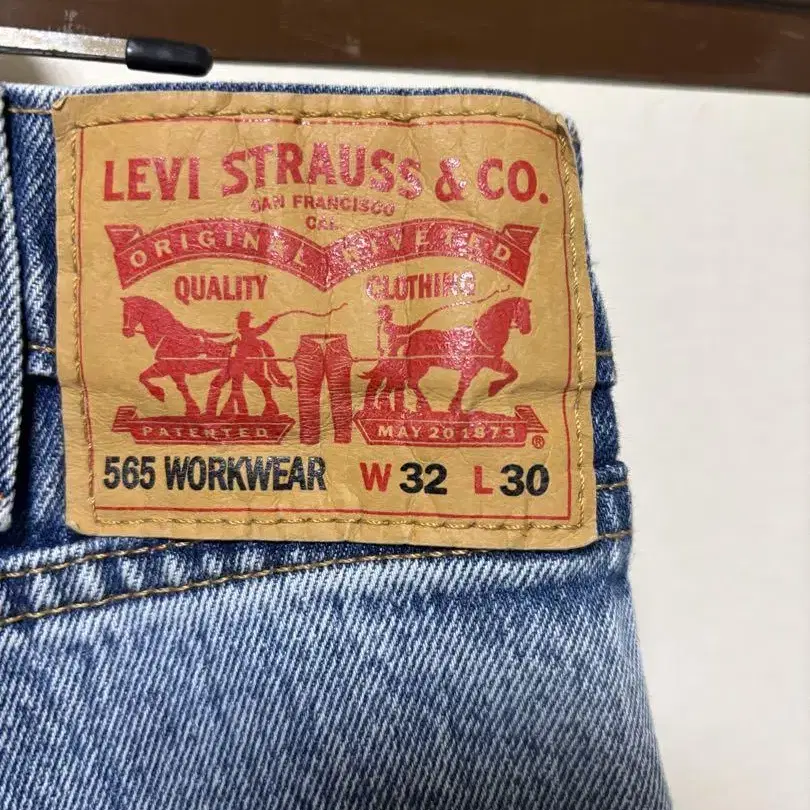 LEVI STRAUSS & CO.
SAN FRANCISCO
CAL
ORIGINAL RIVETED
QUALITY CLOTHING
PATENTED MAY 20 1873 ®
565 WORKWEAR W 32 L 30